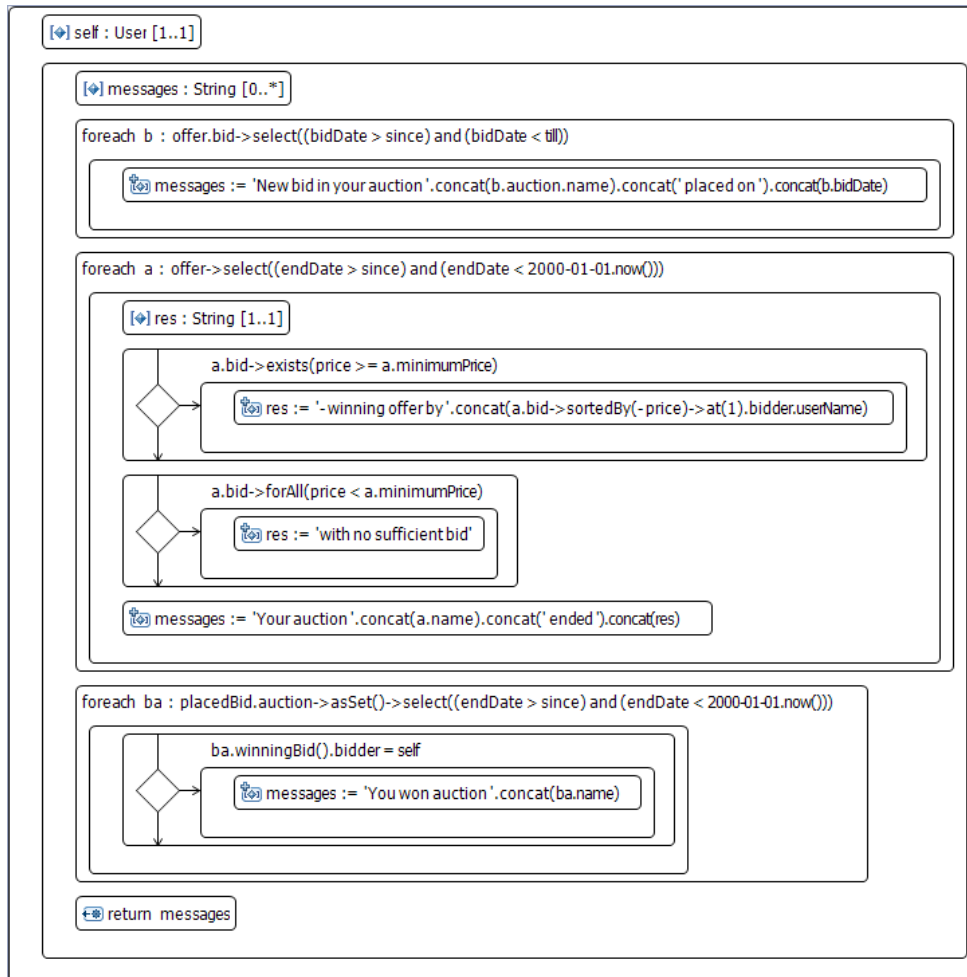 self : User [1..1]
messages : String [0..*]
foreach b : offer.bid->select((bidDate > since) and (bidDate < till))
messages := 'New bid in your auction '.concat(b.auction.name).concat(' placed on ').concat(b.bidDate)
foreach a : offer->select((endDate > since) and (endDate < 2000-01-01.now()))
res : String [1..1]
a.bid->exists(price >= a.minimumPrice)
res := '- winning offer by '.concat(a.bid->sortedBy(-price)->at(1).bidder.userName)
a.bid->forAll(price < a.minimumPrice)
res := 'with no sufficient bid'
messages := 'Your auction '.concat(a.name).concat(' ended ').concat(res)
foreach ba : placedBid.auction->asSet()->select((endDate > since) and (endDate < 2000-01-01.now()))
ba.winningBid().bidder = self
messages := 'You won auction '.concat(ba.name)
return messages